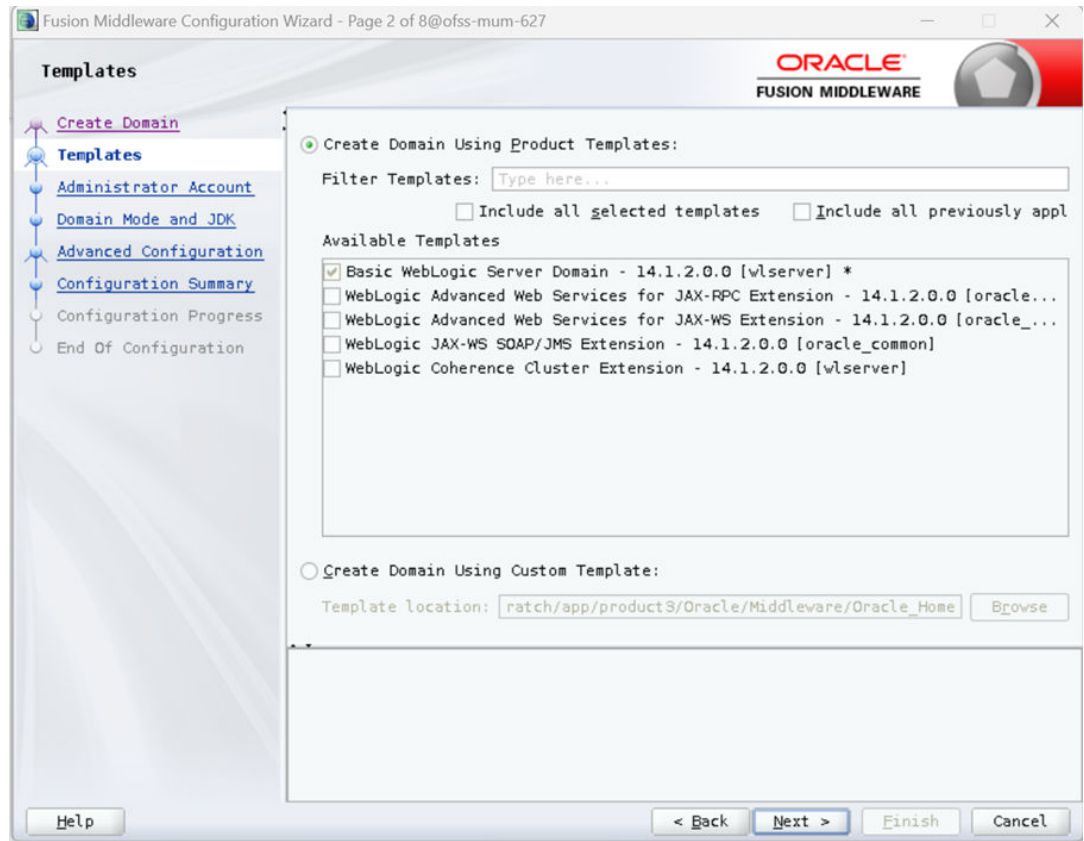 Fusion Middleware Configuration Wizard - Page 2 of 8@ofss-mum-627
Templates
ORACLE
FUSION MIDDLEWARE
Create Domain
Templates
Administrator Account
Domain Mode and JDK
Advanced Configuration
Configuration Summary
Configuration Progress
End Of Configuration
Create Domain Using Product Templates:
Filter Templates: Type here...
Include all selected templates Include all previously appl
Available Templates
Basic WebLogic Server Domain - 14.1.2.0.0 [wlserver] *
WebLogic Advanced Web Services for JAX-RPC Extension - 14.1.2.0.0 [oracle...
WebLogic Advanced Web Services for JAX-WS Extension - 14.1.2.0.0 [oracle_...
WebLogic JAX-WS SOAP/JMS Extension - 14.1.2.0.0 [oracle_common]
WebLogic Coherence Cluster Extension - 14.1.2.0.0 [wlserver]
Create Domain Using Custom Template:
Template location: ratch/app/product3/Oracle/Middleware/Oracle_Home Browse
Help < Back Next > Finish Cancel